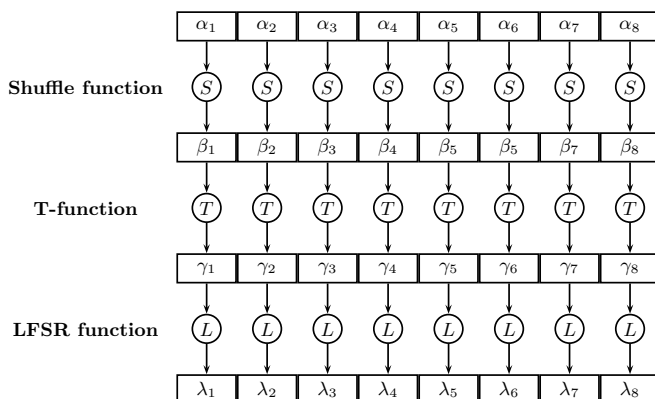 α1 α2 α3 α4 α5 α6 α7 α8
Shuffle function S S S S S S S S
β1 β2 β3 β4 β5 β5 β7 β8
T-function T T T T T T T T
γ1 γ2 γ3 γ4 γ5 γ6 γ7 γ8
LFSR function L L L L L L L L
λ1 λ2 λ3 λ4 λ5 λ6 λ7 λ8